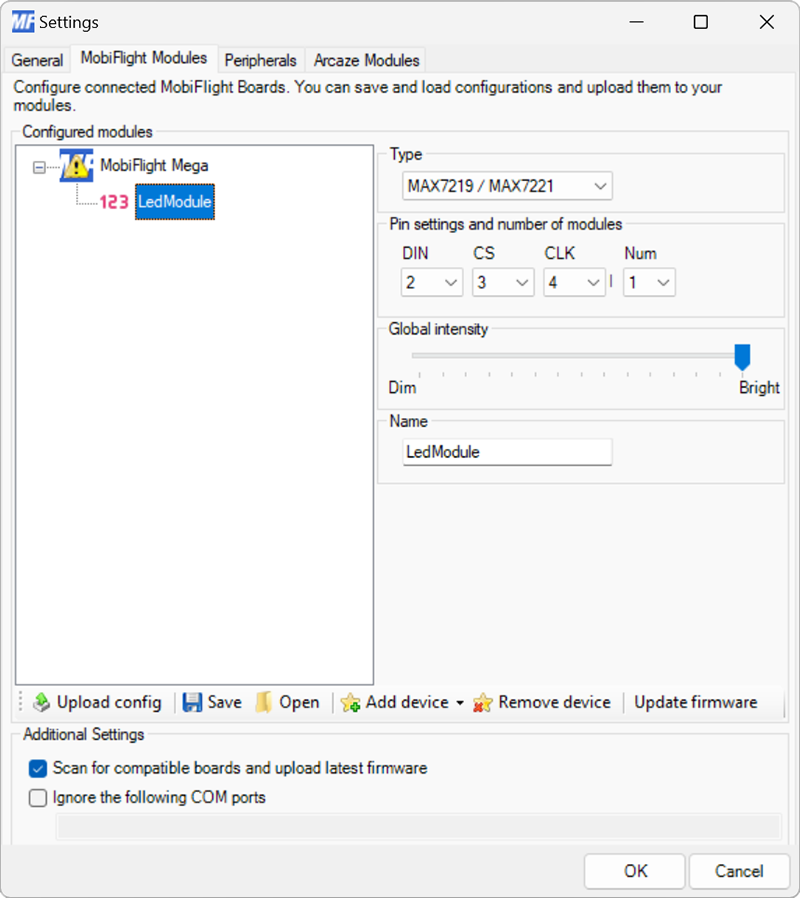 MF Settings
General MobiFlight Modules Peripherals Arcaze Modules
Configure connected MobiFlight Boards. You can save and load configurations and upload them to your
modules.
Configured modules
MobiFlight Mega
123 LedModule
Type
MAX7219 / MAX7221
Pin settings and number of modules
DIN CS CLK Num
2 3 4 l 1
Global intensity
Dim Bright
Name
LedModule
Upload config Save Open Add device Remove device Update firmware
Additional Settings
Scan for compatible boards and upload latest firmware
Ignore the following COM ports
OK Cancel